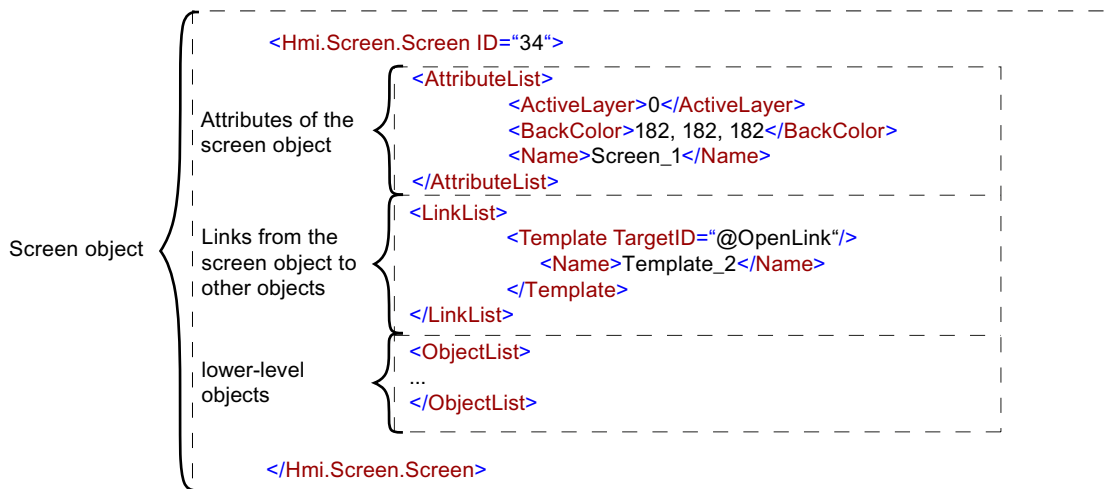 <Hmi.Screen.Screen ID=“34“>
Attributes of the
screen object
<AttributeList>
<ActiveLayer>0</ActiveLayer>
<BackColor>182, 182, 182</BackColor>
<Name>Screen_1</Name>
</AttributeList>
Screen object
Links from the
screen object to
other objects
<LinkList>
<Template TargetID=“@OpenLink“/>
<Name>Template_2</Name>
</Template>
</LinkList>
lower-level
objects
<ObjectList>
...
</ObjectList>
</Hmi.Screen.Screen>